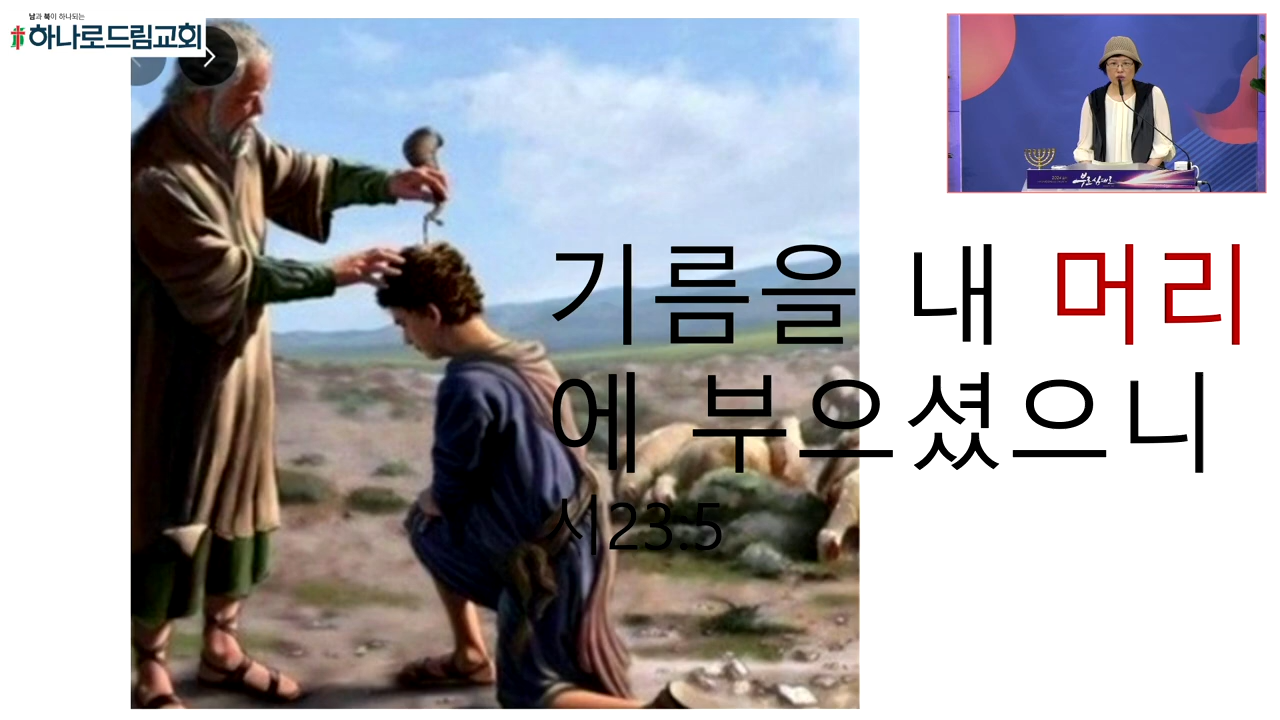 남과 북이 하나되는
하나로드림교회
기름을 내 머리
에 부으셨으니
시23:5